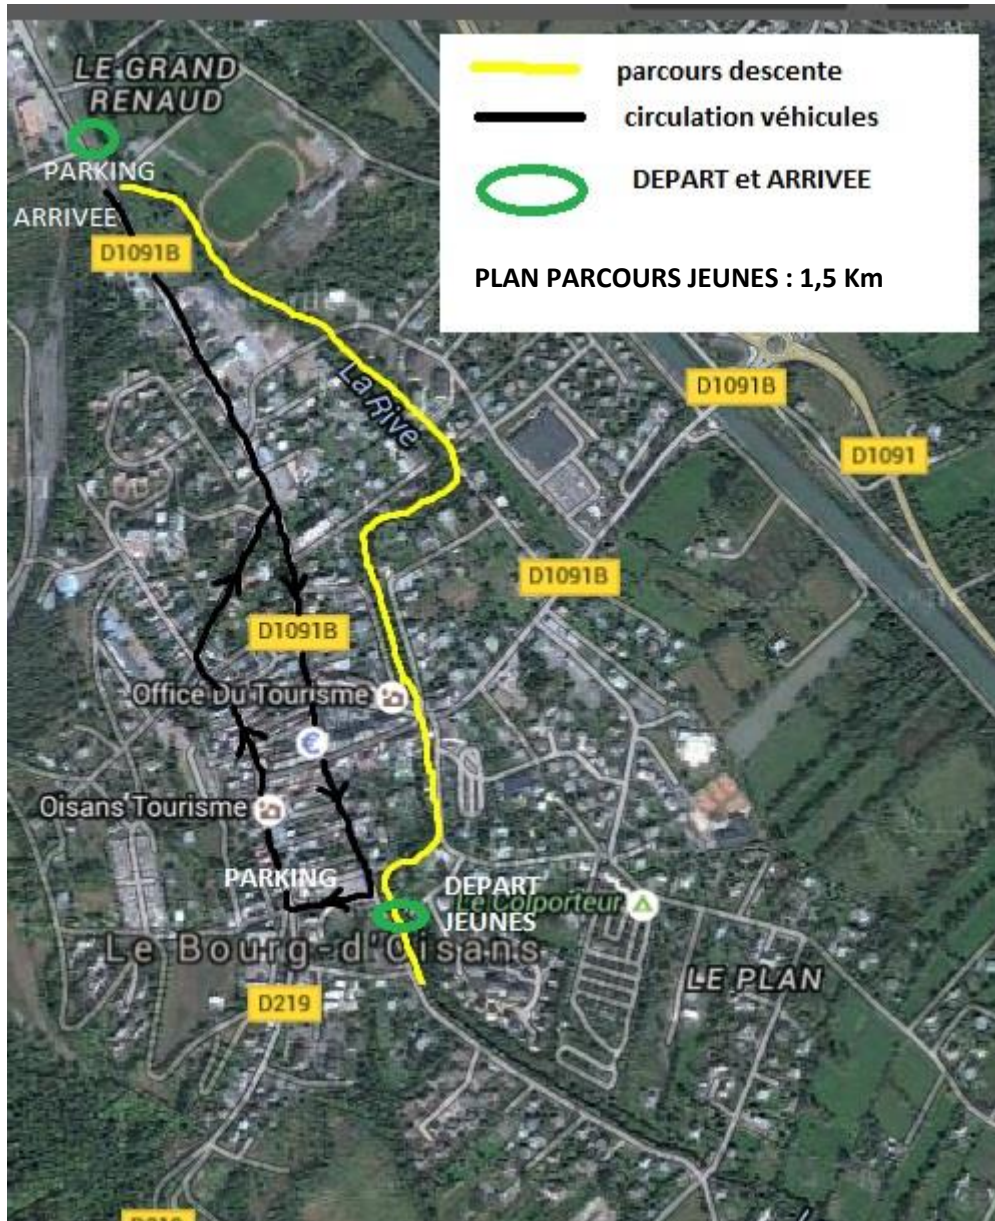 LE GRAND
RENAUD
parcours descente
circulation véhicules
DEPART et ARRIVEE
PLAN PARCOURS JEUNES : 1,5 Km
PARKING
ARRIVEE
D1091B
La Rive
D1091B
D1091
D1091B
D1091B
Office Du Tourisme
€
Oisans Tourisme
PARKING
DEPART
JEUNES
Le Colporteur
Le Bourg-d'Oisans
LE PLAN
D219